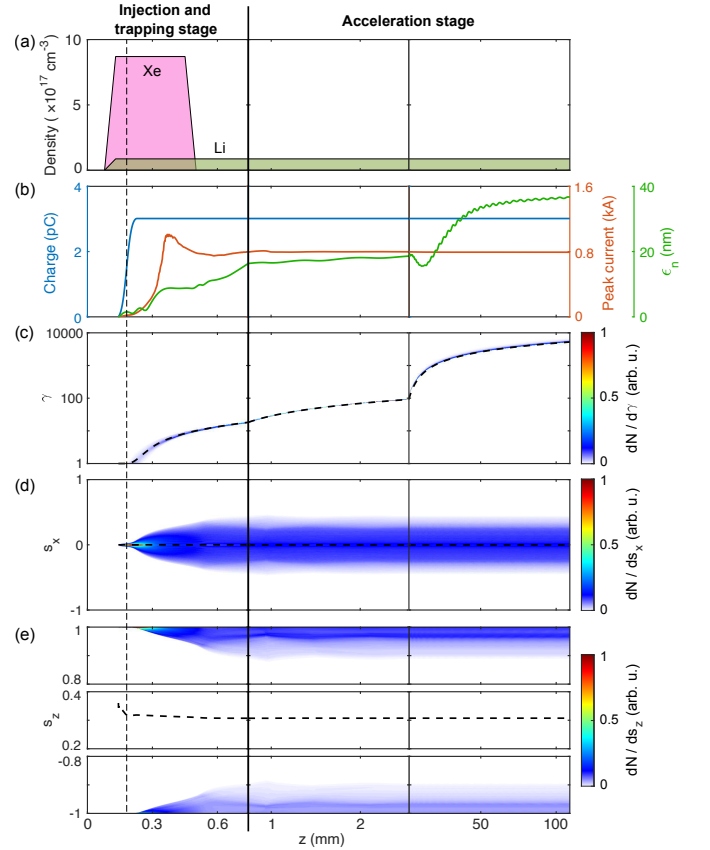 Injection and
trapping stage
Acceleration stage
(a)
10
5
0
Density ( ×10¹⁷ cm⁻³)
Xe
Li
(b)
4
2
0
Charge (pC)
1.6
0.8
0
Peak current (kA)
40
20
0
ϵₙ (nm)
(c)
10000
100
1
γ
1
0.5
0
dN / dγ (arb. u.)
(d)
1
0
-1
sₓ
1
0.5
0
dN / dsₓ (arb. u.)
(e)
1
0.8
0.4
0.2
-0.8
-1
s_z
1
0.5
0
dN / ds_z (arb. u.)
0 0.3 0.6 1 2 50 100
z (mm)